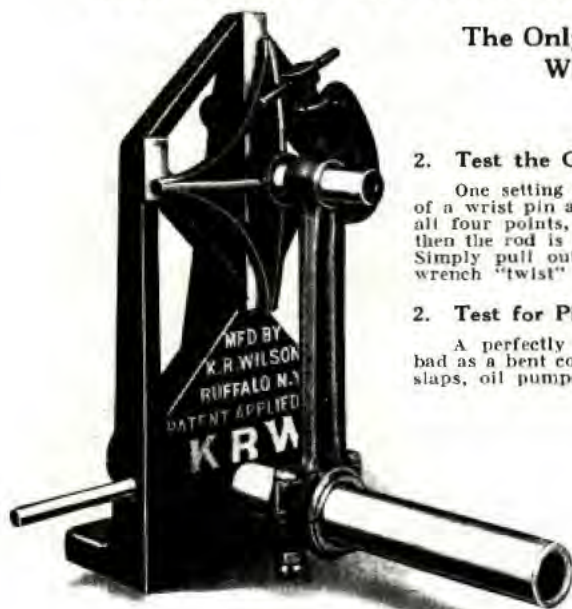 The Onl
W
2. Test the C
One setting
of a wrist pin a
all four points,
then the rod is
Simply pull out
wrench "twist"
2. Test for P
A perfectly
bad as a bent co
slaps, oil pump
MFD BY
K.R.WILSON
BUFFALO N.Y.
PATENT APPLIED
KRW